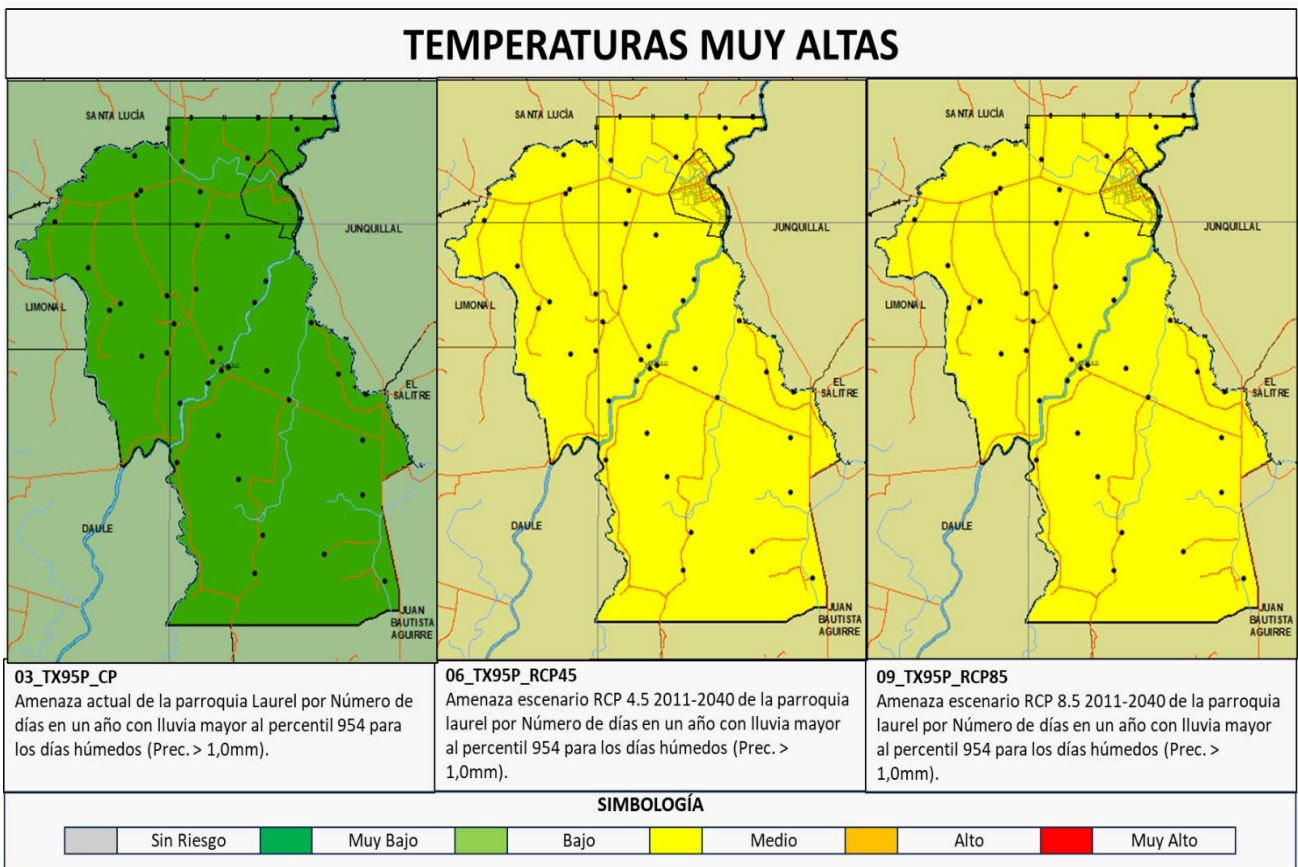 TEMPERATURAS MUY ALTAS
SANTA LUCÍA
JUNQUILLAL
LIMONAL
EL
SALITRE
DAULE
JUAN
BAUTISTA
AGUIRRE
SANTA LUCÍA
JUNQUILLAL
LIMONAL
EL
SALITRE
DAULE
JUAN
BAUTISTA
AGUIRRE
SANTA LUCÍA
JUNQUILLAL
LIMONAL
EL
SALITRE
DAULE
JUAN
BAUTISTA
AGUIRRE
03_TX95P_CP
Amenaza actual de la parroquia Laurel por Número de
días en un año con lluvia mayor al percentil 954 para
los días húmedos (Prec. > 1,0mm).
06_TX95P_RCP45
Amenaza escenario RCP 4.5 2011-2040 de la parroquia
laurel por Número de días en un año con lluvia mayor
al percentil 954 para los días húmedos (Prec. >
1,0mm).
09_TX95P_RCP85
Amenaza escenario RCP 8.5 2011-2040 de la parroquia
laurel por Número de días en un año con lluvia mayor
al percentil 954 para los días húmedos (Prec. >
1,0mm).
SIMBOLOGÍA
Sin Riesgo
Muy Bajo
Bajo
Medio
Alto
Muy Alto